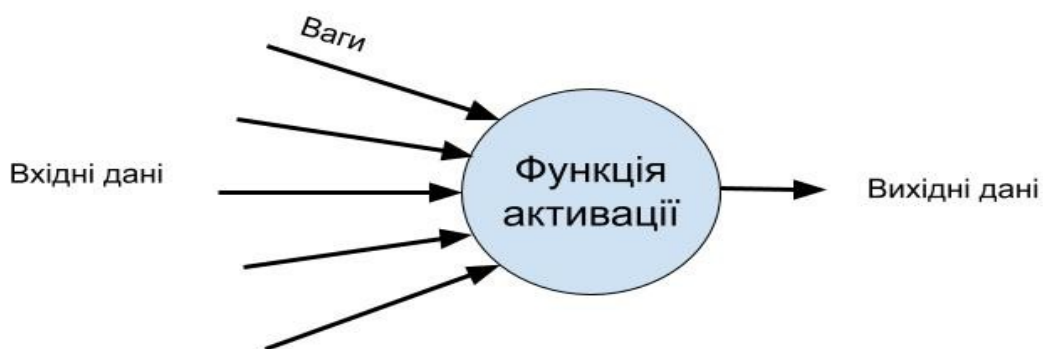 Ваги
Вхідні дані
Функція
активації
Вихідні дані